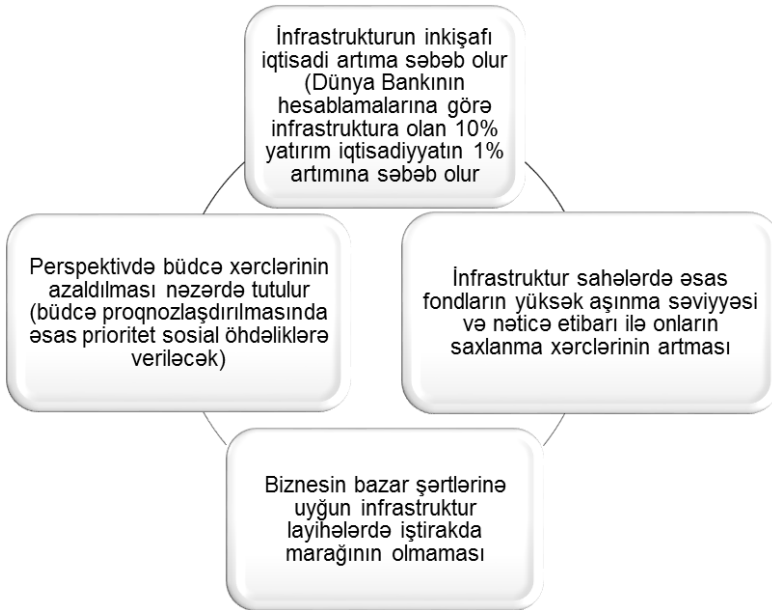 İnfrastrukturun inkişafı
iqtisadi artıma səbəb olur
(Dünya Bankının
hesablamalarına görə
infrastruktura olan 10%
yatırım iqtisadiyyatın 1%
artımına səbəb olur
Perspektivdə büdcə xərclərinin
azaldılması nəzərdə tutulur
(büdcə proqnozlaşdırılmasında
əsas prioritet sosial öhdəliklərə
veriləcək)
İnfrastruktur sahələrdə əsas
fondların yüksək aşınma səviyyəsi
və nəticə etibarı ilə onların
saxlanma xərclərinin artması
Biznesin bazar şərtlərinə
uyğun infrastruktur
layihələrdə iştirakda
marağının olmaması